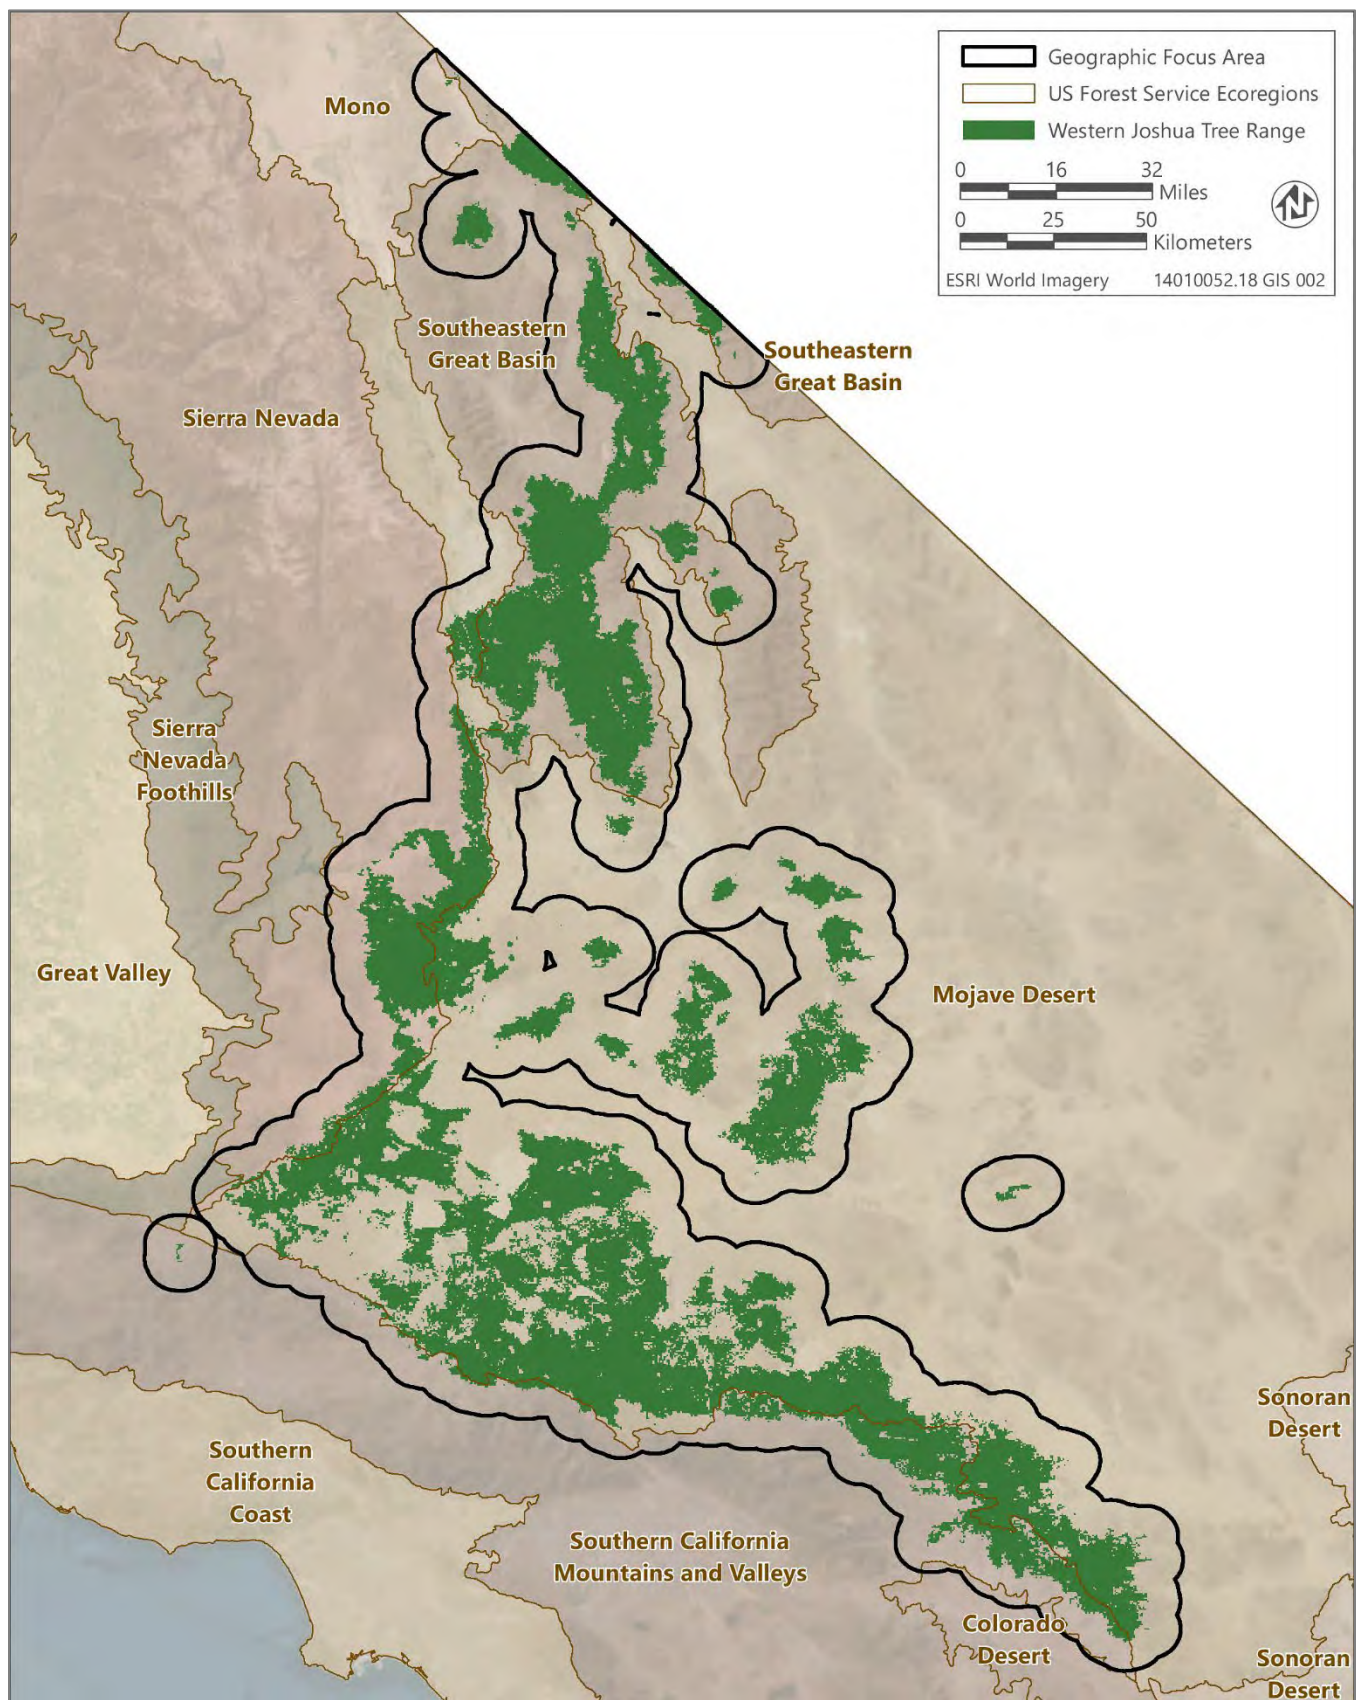 Geographic Focus Area
US Forest Service Ecoregions
Western Joshua Tree Range
0 16 32
Miles
0 25 50
Kilometers
N
ESRI World Imagery 14010052.18 GIS 002
Mono
Southeastern
Great Basin
Southeastern
Great Basin
Sierra Nevada
Sierra
Nevada
Foothills
Great Valley
Mojave Desert
Sonoran
Desert
Southern
California
Coast
Southern California
Mountains and Valleys
Colorado
Desert
Sonoran
Desert